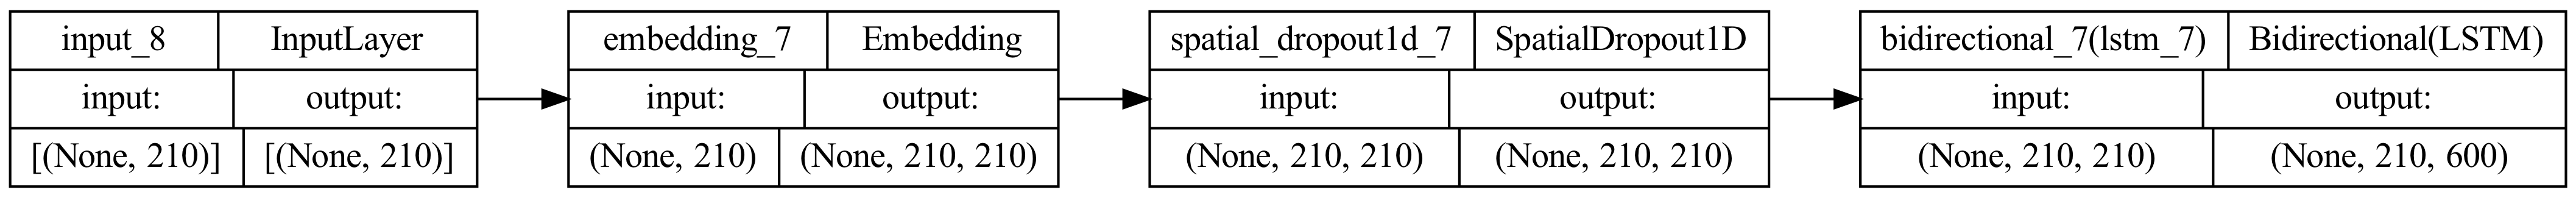 input_8 InputLayer
input: output:
[(None, 210)] [(None, 210)]
embedding_7 Embedding
input: output:
(None, 210) (None, 210, 210)
spatial_dropout1d_7 SpatialDropout1D
input: output:
(None, 210, 210) (None, 210, 210)
bidirectional_7(lstm_7) Bidirectional(LSTM)
input: output:
(None, 210, 210) (None, 210, 600)